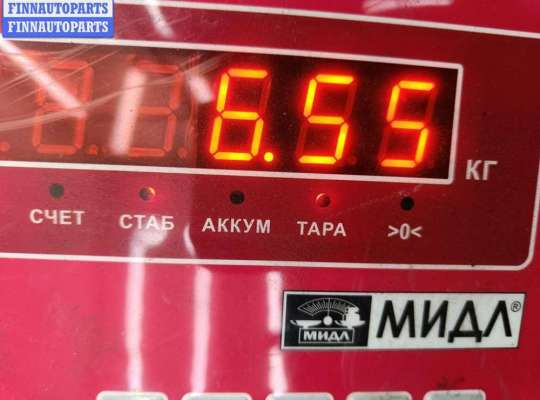 FINNAUTOPARTS
FINNAUTOPARTS
6.55
КГ
СЧЕТ СТАБ АККУМ ТАРА >0<
МИДЛ МИДЛ®